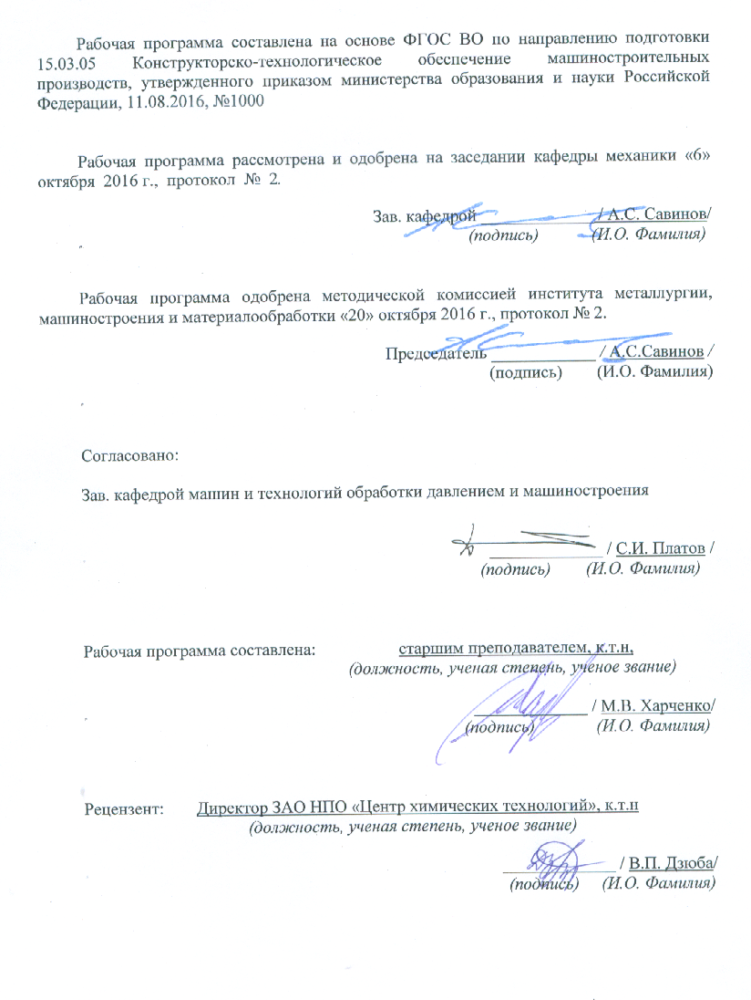 Рабочая программа составлена на основе ФГОС ВО по направлению подготовки
15.03.05 Конструкторско-технологическое обеспечение машиностроительных
производств, утвержденного приказом министерства образования и науки Российской
Федерации, 11.08.2016, №1000
Рабочая программа рассмотрена и одобрена на заседании кафедры механики «6»
октября 2016 г., протокол № 2.
Зав. кафедрой ______________ / А.С. Савинов/
(подпись) (И.О. Фамилия)
Рабочая программа одобрена методической комиссией института металлургии,
машиностроения и материалообработки «20» октября 2016 г., протокол № 2.
Председатель ____________ / А.С.Савинов /
(подпись) (И.О. Фамилия)
Согласовано:
Зав. кафедрой машин и технологий обработки давлением и машиностроения
_____________ / С.И. Платов /
(подпись) (И.О. Фамилия)
Рабочая программа составлена: старшим преподавателем, к.т.н,
(должность, ученая степень, ученое звание)
_____________ / М.В. Харченко/
(подпись) (И.О. Фамилия)
Рецензент: Директор ЗАО НПО «Центр химических технологий», к.т.н
(должность, ученая степень, ученое звание)
_____________ / В.П. Дзюба/
(подпись) (И.О. Фамилия)